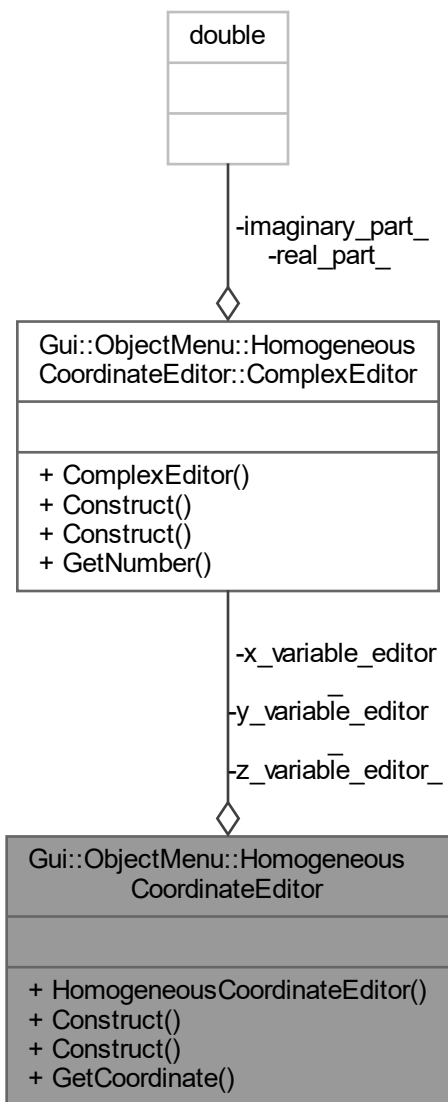 double
-imaginary_part_
-real_part_
Gui::ObjectMenu::Homogeneous
CoordinateEditor::ComplexEditor
+ ComplexEditor()
+ Construct()
+ Construct()
+ GetNumber()
-x_variable_editor
_
-y_variable_editor
_
-z_variable_editor_
Gui::ObjectMenu::Homogeneous
CoordinateEditor
+ HomogeneousCoordinateEditor()
+ Construct()
+ Construct()
+ GetCoordinate()